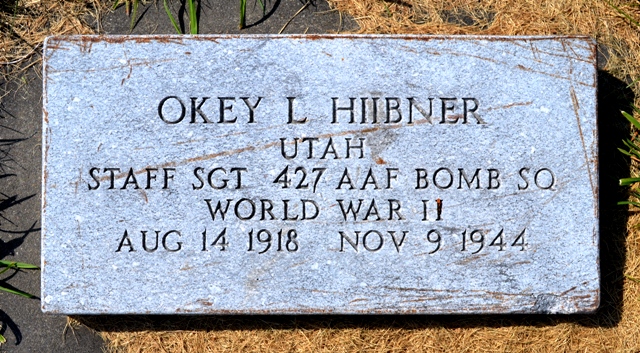 OKEY L HIIBNER
UTAH
STAFF SGT 427 AAF BOMB SQ
WORLD WAR II
AUG 14 1918 NOV 9 1944